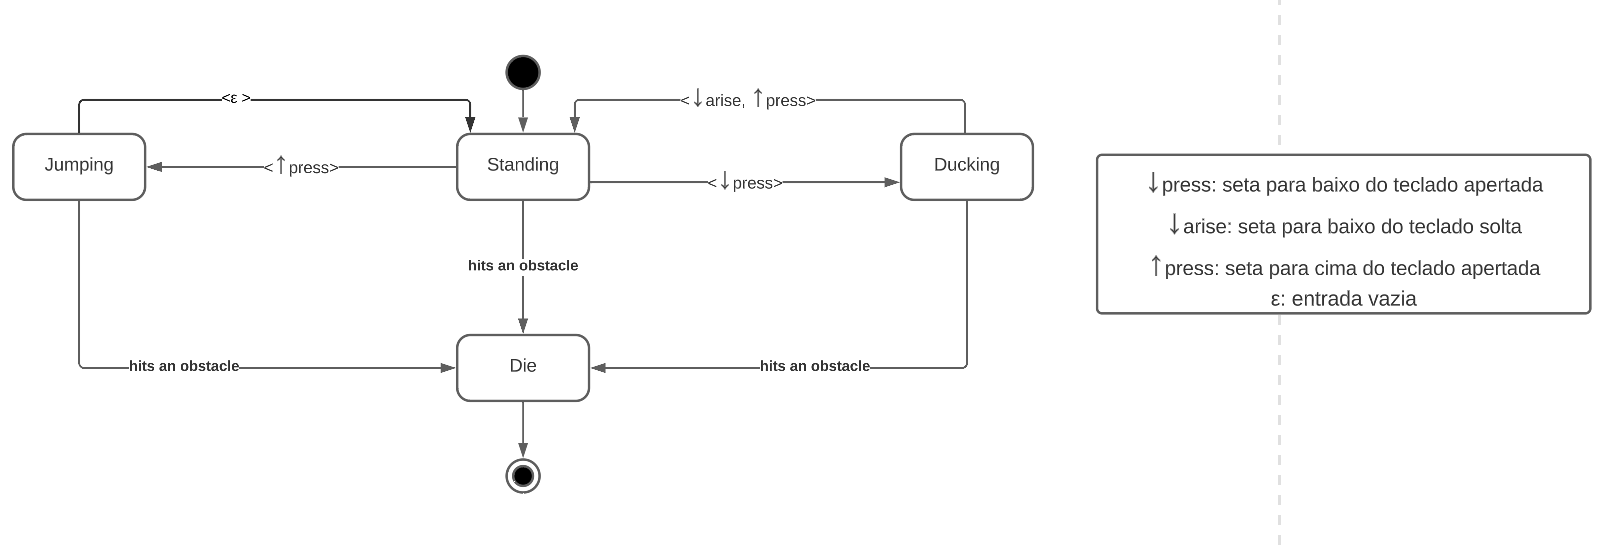 <ε >
<↓arise, ↑press>
Jumping
<↑press>
Standing
<↓press>
Ducking
↓press: seta para baixo do teclado apertada
↓arise: seta para baixo do teclado solta
↑press: seta para cima do teclado apertada
ε: entrada vazia
hits an obstacle
hits an obstacle
Die
hits an obstacle